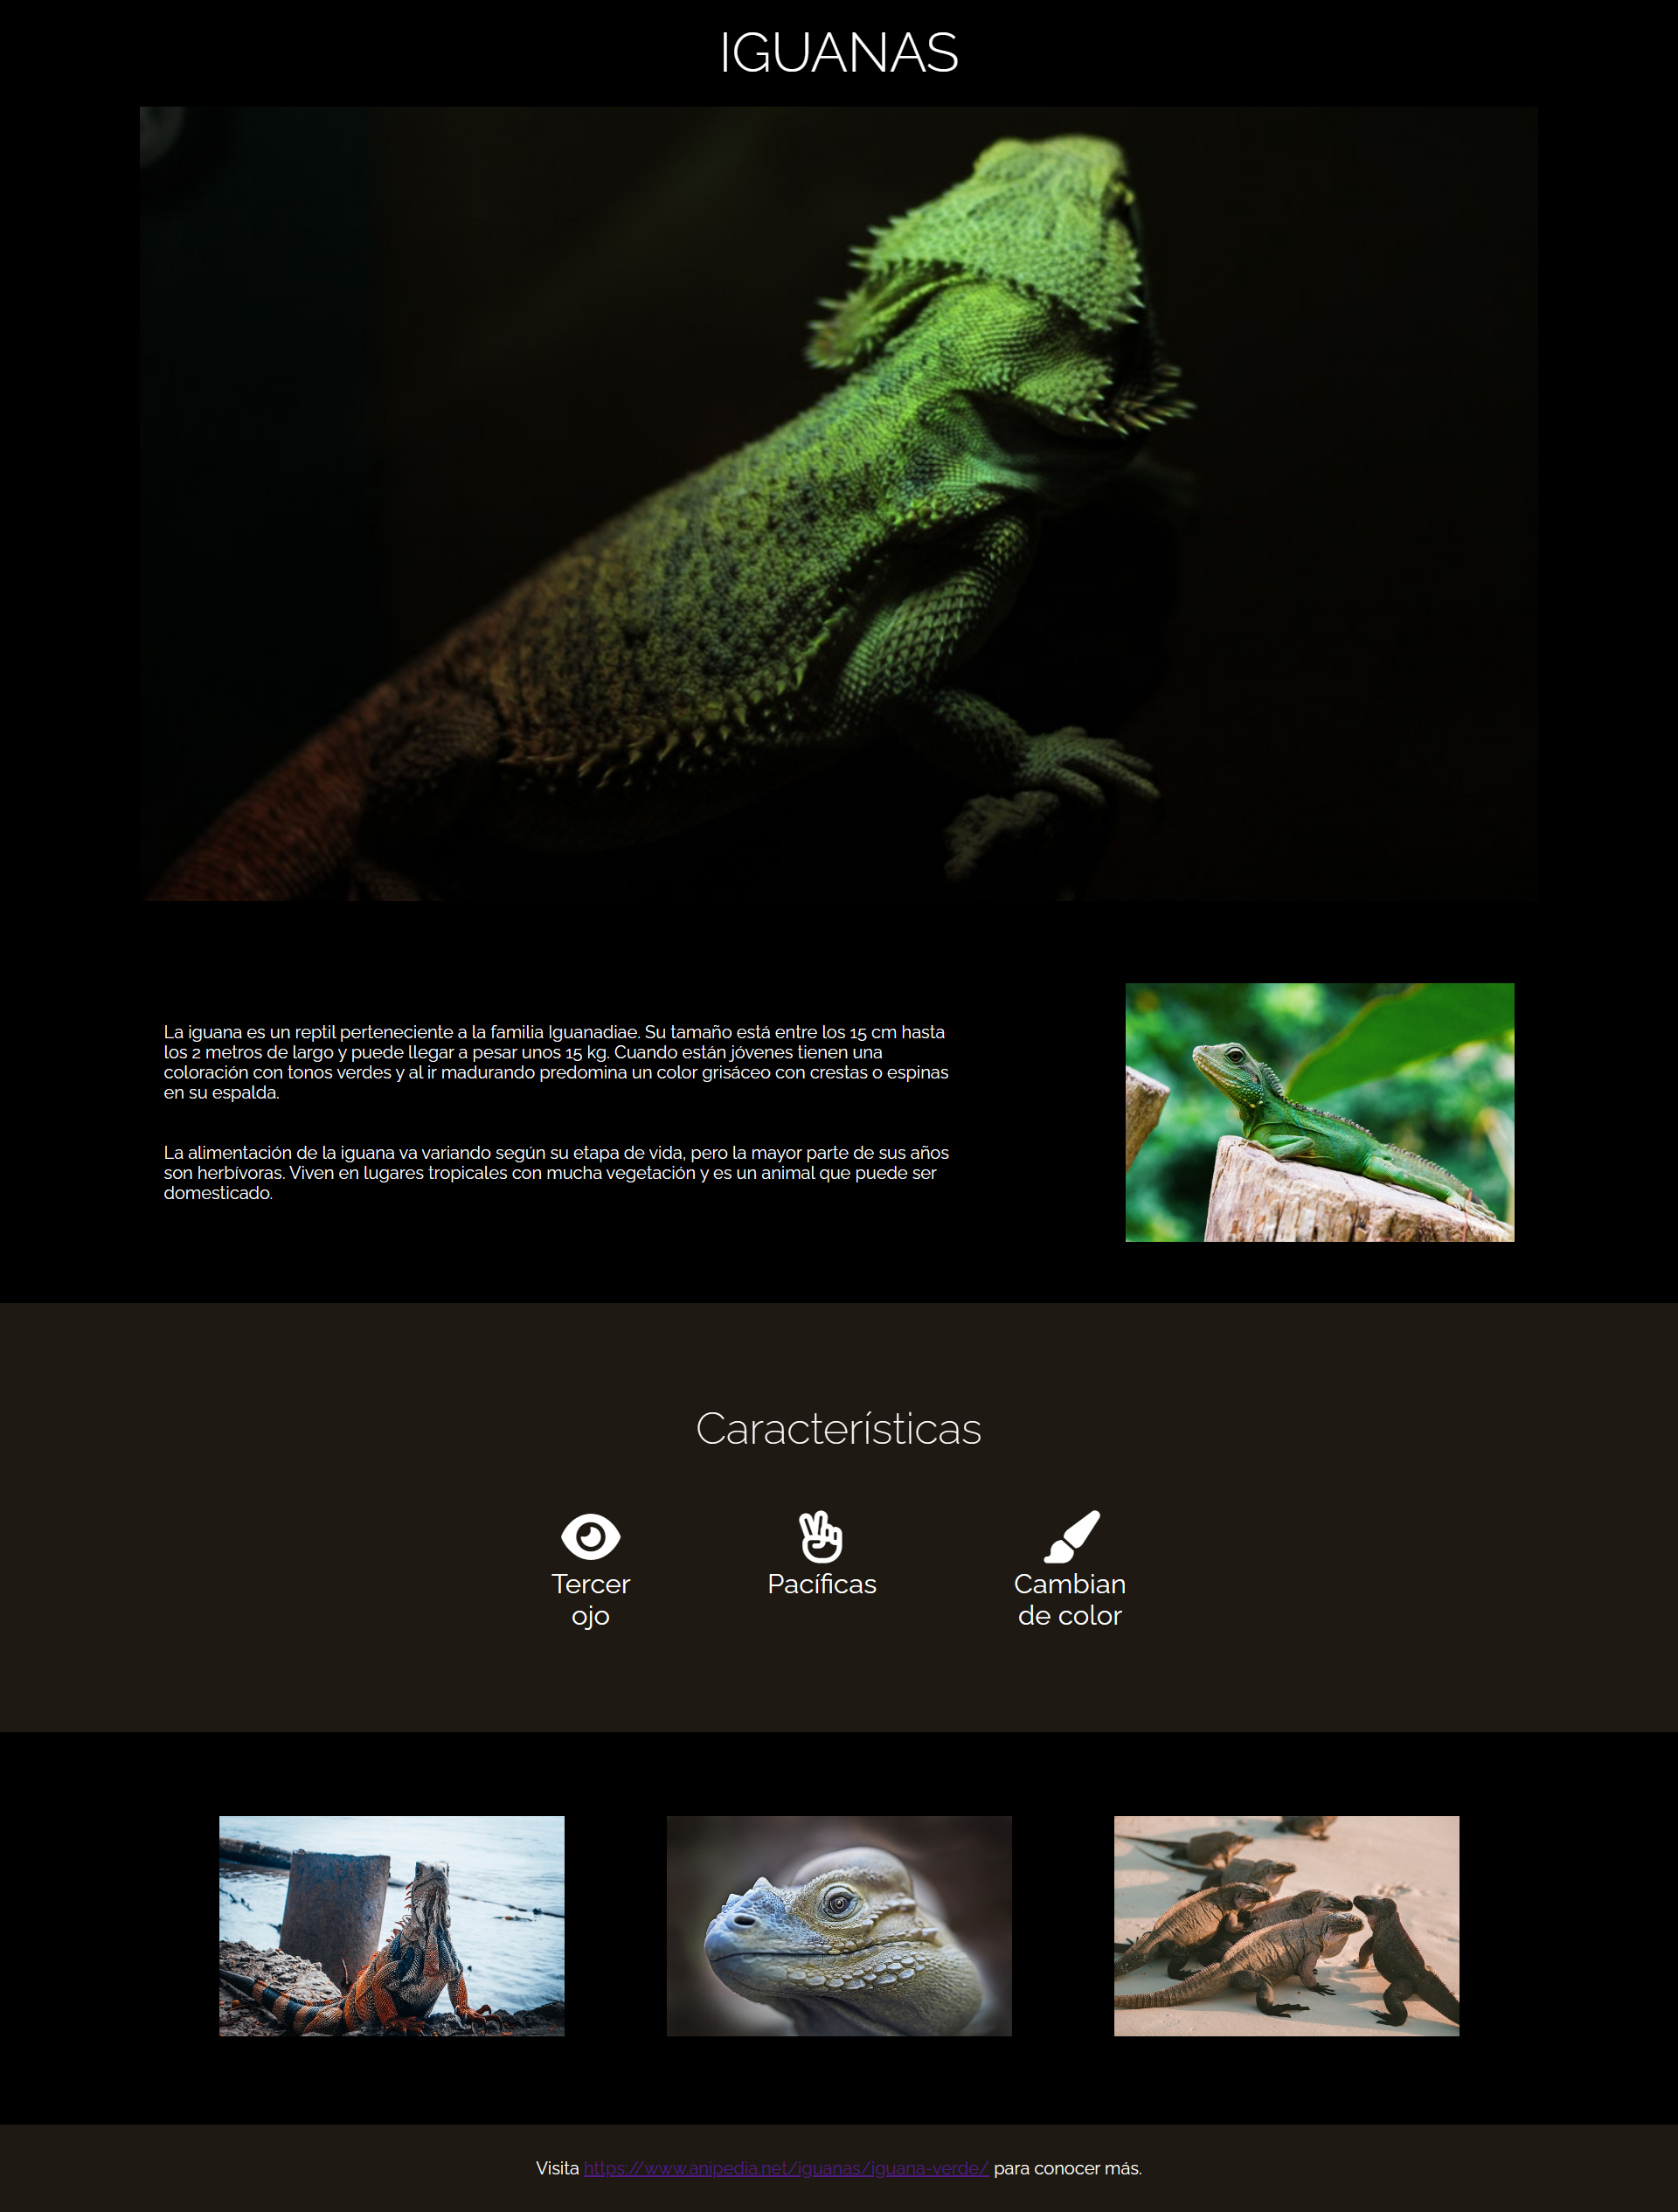 IGUANAS
La iguana es un reptil perteneciente a la familia Iguanadiae. Su tamaño está entre los 15 cm hasta
los 2 metros de largo y puede llegar a pesar unos 15 kg. Cuando están jóvenes tienen una
coloración con tonos verdes y al ir madurando predomina un color grisáceo con crestas o espinas
en su espalda.
La alimentación de la iguana va variando según su etapa de vida, pero la mayor parte de sus años
son herbívoras. Viven en lugares tropicales con mucha vegetación y es un animal que puede ser
domesticado.
Características
Tercer
ojo
Pacíficas
Cambian
de color
Visita https://www.anipedia.net/iguanas/iguana-verde/ para conocer más.